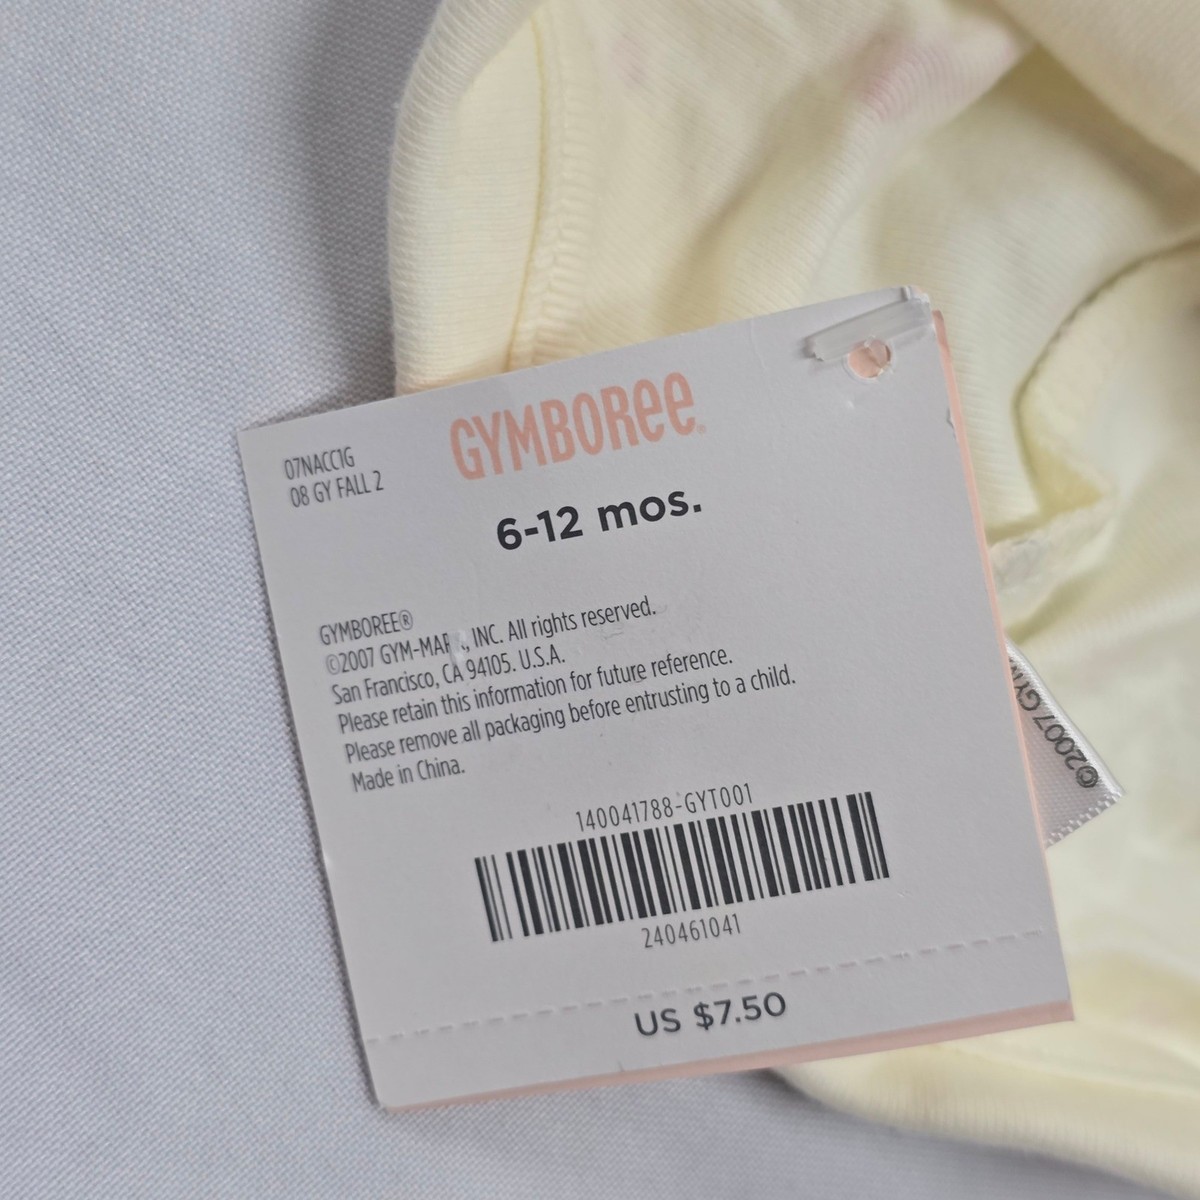 07NACC1G
08 GY FALL 2
GYMBOREE®
6-12 mos.
GYMBOREE®
©2007 GYM-MARK, INC. All rights reserved.
San Francisco, CA 94105. U.S.A.
Please retain this information for future reference.
Please remove all packaging before entrusting to a child.
Made in China.
140041788-GYT001
240461041
US $7.50
©2007 GYM